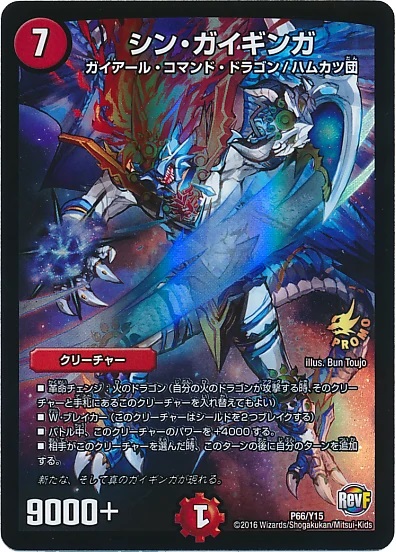 7
シン・ガイギンガ
ガイアール・コマンド・ドラゴン/ハムカツ団
PROMO
illus. Bun Toujo
クリーチャー
■革命チェンジ:火のドラゴン(自分の火のドラゴンが攻撃する時、そのクリー
チャーと手札にあるこのクリーチャーを入れ替えてもよい)
■W・ブレイカー(このクリーチャーはシールドを2つブレイクする)
■バトル中、このクリーチャーのパワーを+4000する。
■相手がこのクリーチャーを選んだ時、このターンの後に自分のターンを追加
する。
新たな、そして真のガイギンガが現れる。
9000+
1
RevF
P66/Y15
©2016 Wizards/Shogakukan/Mitsui-Kids